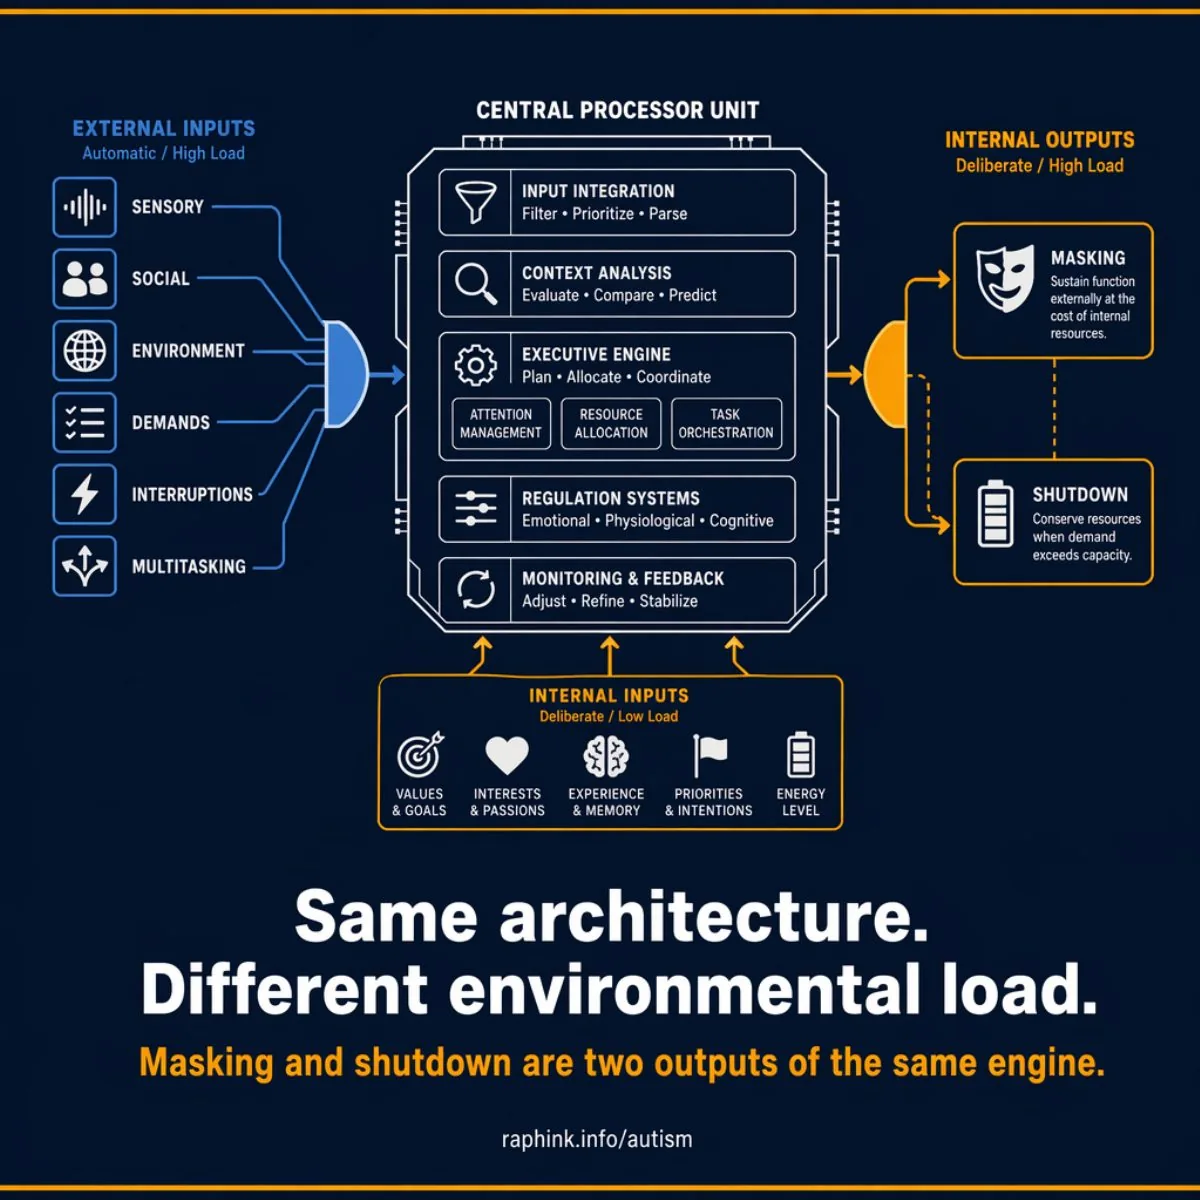 CENTRAL PROCESSOR UNIT
EXTERNAL INPUTS
Automatic / High Load
SENSORY
SOCIAL
ENVIRONMENT
DEMANDS
INTERRUPTIONS
MULTITASKING
INPUT INTEGRATION
Filter • Prioritize • Parse
CONTEXT ANALYSIS
Evaluate • Compare • Predict
EXECUTIVE ENGINE
Plan • Allocate • Coordinate
ATTENTION
MANAGEMENT
RESOURCE
ALLOCATION
TASK
ORCHESTRATION
REGULATION SYSTEMS
Emotional • Physiological • Cognitive
MONITORING & FEEDBACK
Adjust • Refine • Stabilize
INTERNAL OUTPUTS
Deliberate / High Load
MASKING
Sustain function
externally at the
cost of internal
resources.
SHUTDOWN
Conserve resources
when demand
exceeds capacity.
INTERNAL INPUTS
Deliberate / Low Load
VALUES
& GOALS
INTERESTS
& PASSIONS
EXPERIENCE
& MEMORY
PRIORITIES
& INTENTIONS
ENERGY
LEVEL
Same architecture.
Different environmental load.
Masking and shutdown are two outputs of the same engine.
raphink.info/autism